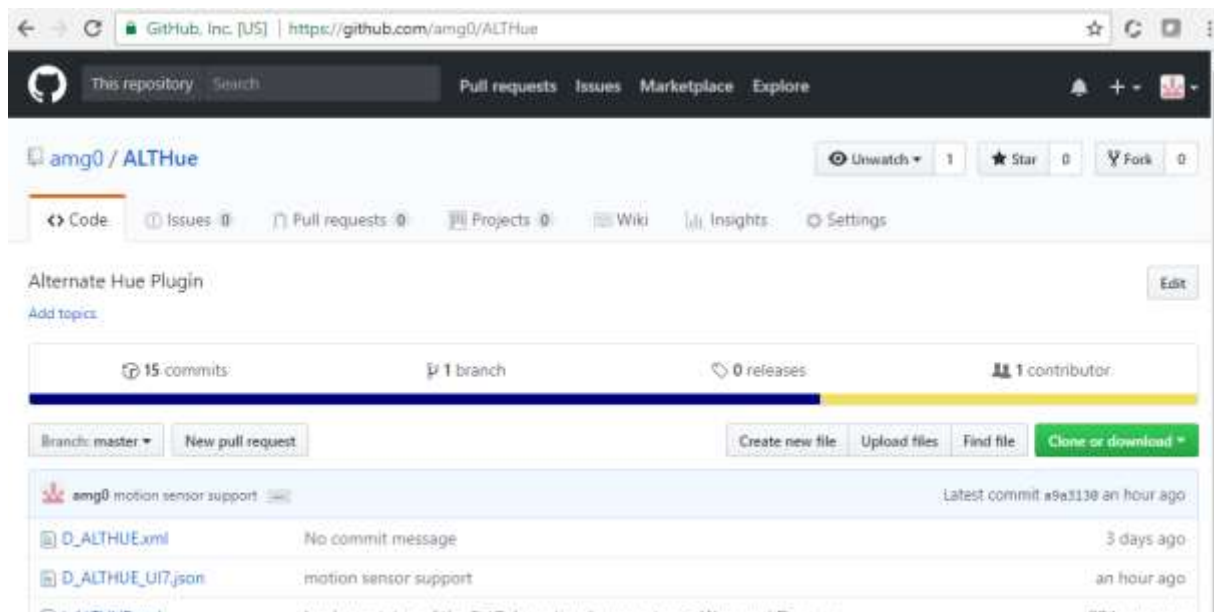 GitHub, Inc. [US] | https://github.com/amg0/ALTHue
This repository Search Pull requests Issues Marketplace Explore
amg0 / ALTHue Unwatch 1 Star 0 Fork 0
Code Issues 0 Pull requests 0 Projects 0 Wiki Insights Settings
Alternate Hue Plugin Edit
Add topics
15 commits 1 branch 0 releases 1 contributor
Branch: master New pull request Create new file Upload files Find file Clone or download
amg0 motion sensor support Latest commit a9a3130 an hour ago
D_ALTHUE.xml No commit message 3 days ago
D_ALTHUE_UI7.json motion sensor support an hour ago